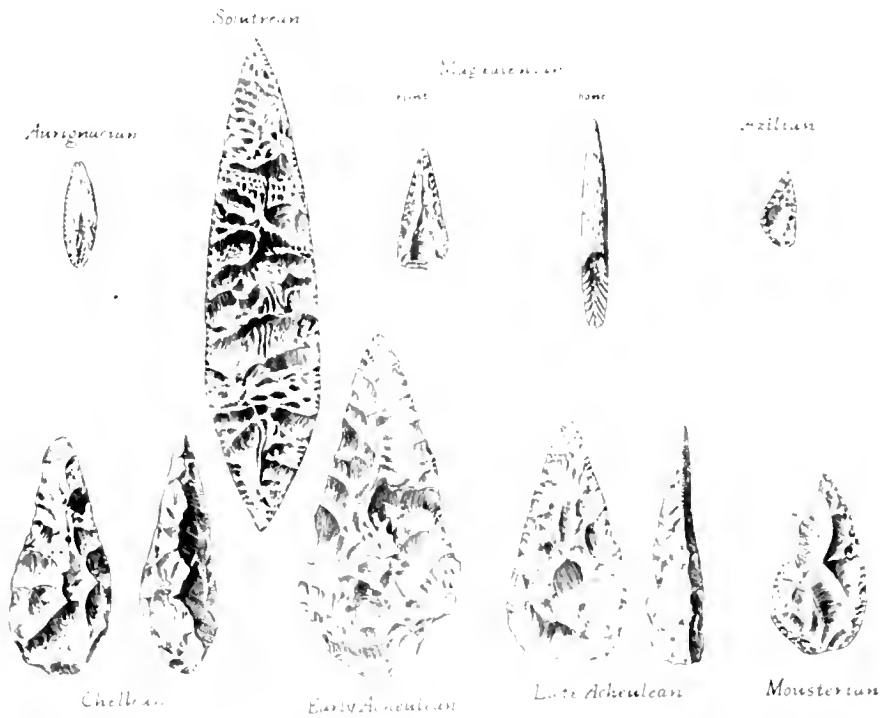 Solutrean
Magdalenian
flint bone
Aurignacian
Azilian
Chellean
Early Acheulean
Late Acheulean
Mousterian